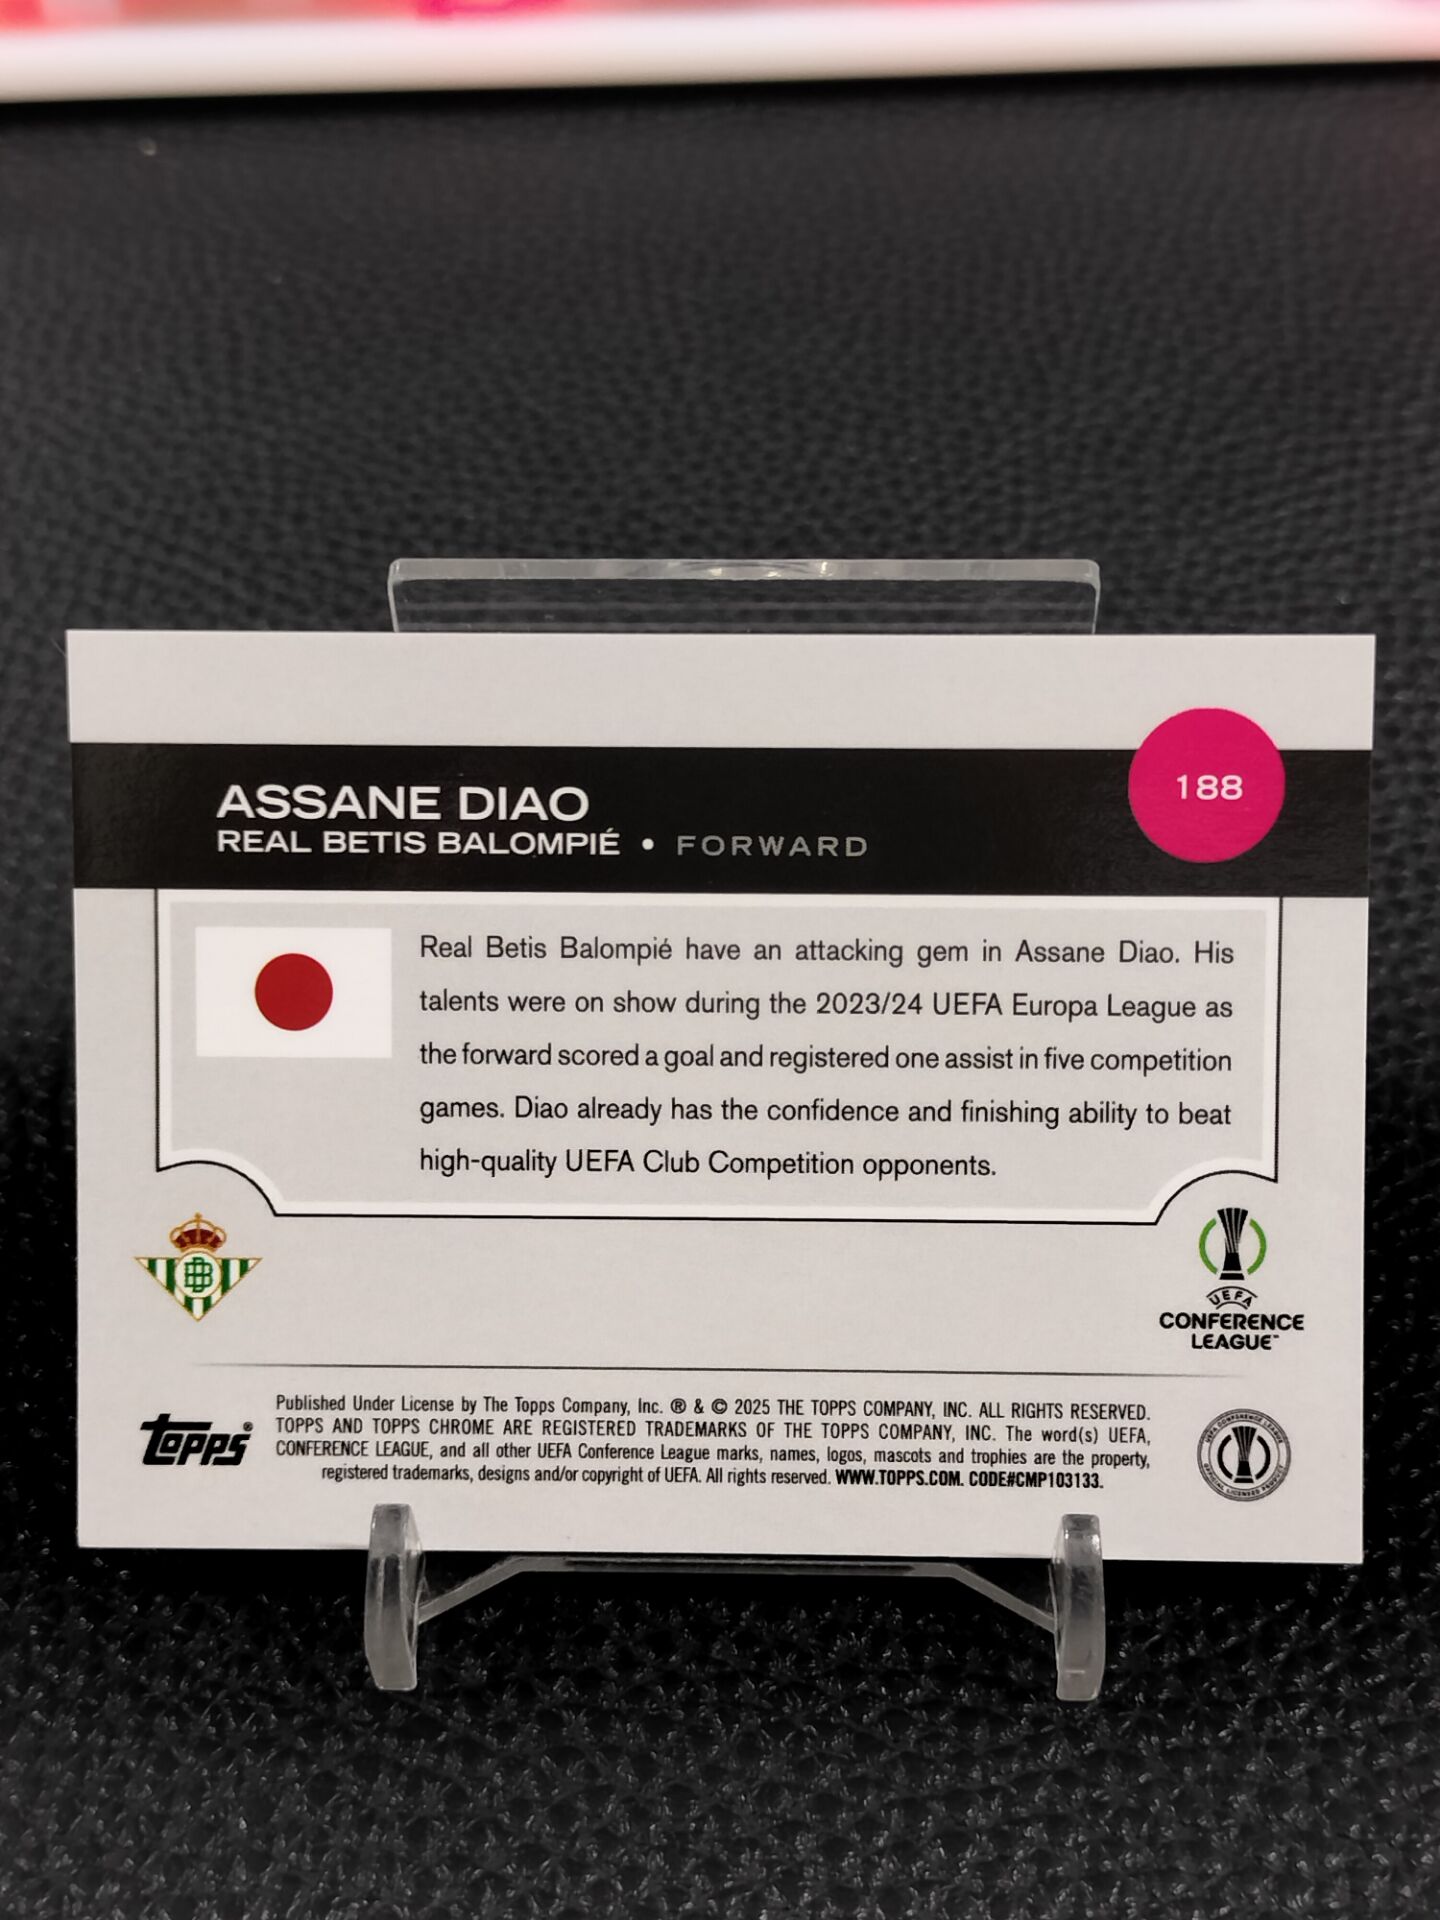 ASSANE DIAO
REAL BETIS BALOMPIÉ • FORWARD
188
Real Betis Balompié have an attacking gem in Assane Diao. His
talents were on show during the 2023/24 UEFA Europa League as
the forward scored a goal and registered one assist in five competition
games. Diao already has the confidence and finishing ability to beat
high-quality UEFA Club Competition opponents.
UEFA
CONFERENCE
LEAGUE™
topps®
Published Under License by The Topps Company, Inc. ® & © 2025 THE TOPPS COMPANY, INC. ALL RIGHTS RESERVED.
TOPPS AND TOPPS CHROME ARE REGISTERED TRADEMARKS OF THE TOPPS COMPANY, INC. The word(s) UEFA,
CONFERENCE LEAGUE, and all other UEFA Conference League marks, names, logos, mascots and trophies are the property,
registered trademarks, designs and/or copyright of UEFA. All rights reserved. WWW.TOPPS.COM. CODE#CMP103133.
UEFA CONFERENCE LEAGUE
OFFICIAL LICENSED PRODUCT